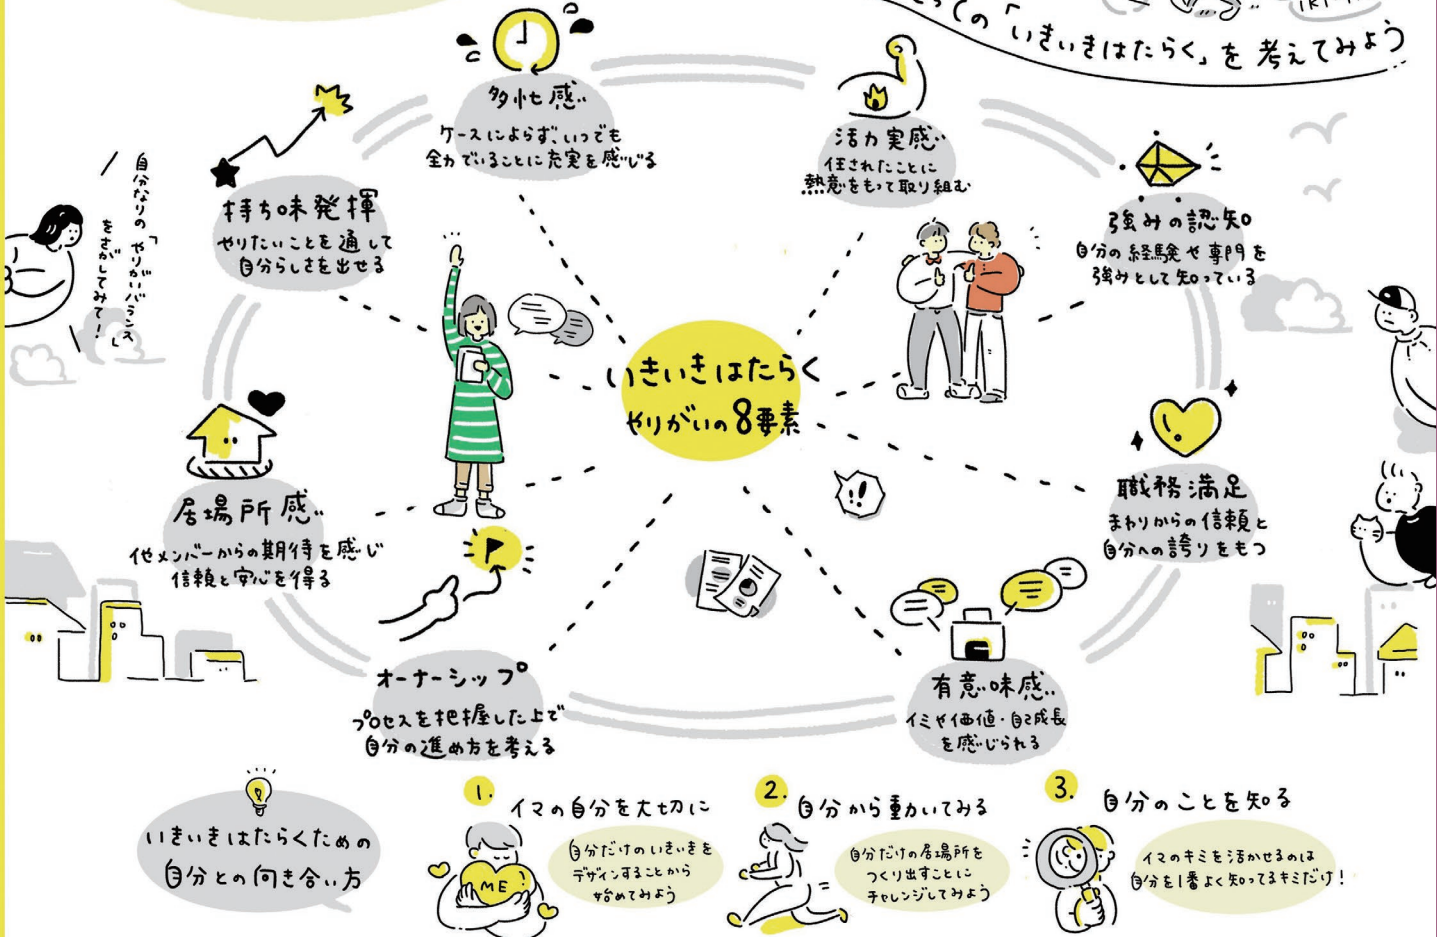 「いきいきはたらく」を考えてみよう
多忙感
ケースによらず、いつでも
全力でいることに充実を感じる
活力実感
任されたことに
熱意をもって取り組む
持ち味発揮
やりたいことを通して
自分らしさを出せる
強みの認知
自分の経験や専門を
強みとして知っている
自分なりの「やりがいバランス」
をさがしてみて！
いきいきはたらく
やりがいの8要素
居場所感
他メンバーからの期待を感じ
信頼と安心を得る
職務満足
まわりからの信頼と
自分への誇りをもつ
!!
オーナーシップ
プロセスを把握した上で
自分の進め方を考える
有意味感
イミや価値・自己成長
を感じられる
いきいきはたらくための
自分との向き合い方
1. イマの自分を大切に
ME!
自分だけのいきいきを
デザインすることから
始めてみよう
2. 自分から動いてみる
自分だけの居場所を
つくり出すことに
チャレンジしてみよう
3. 自分のことを知る
イマのキミを活かせるのは
自分を1番よく知ってるキミだけ！